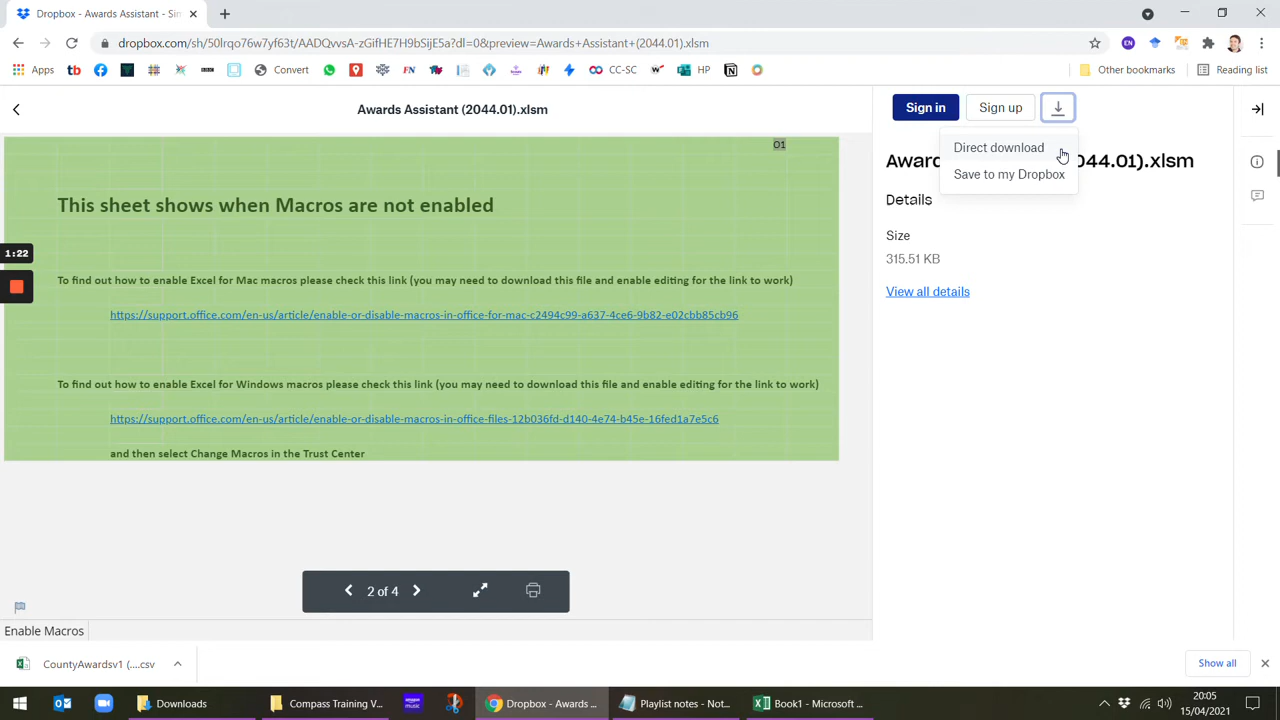 Dropbox - Awards Assistant - Sim
dropbox.com/sh/50lrqo76w7yf63t/AADQvvsA-zGifHE7H9bSijE5a?dl=0&preview=Awards+Assistant+(2044.01).xlsm
Apps
tb
Convert
FN
CC-SC
HP
Other bookmarks
Reading list
Awards Assistant (2044.01).xlsm
Sign in
Sign up
Direct download
Save to my Dropbox
Awar
044.01).xlsm
Details
Size
315.51 KB
View all details
01
This sheet shows when Macros are not enabled
1:22
To find out how to enable Excel for Mac macros please check this link (you may need to download this file and enable editing for the link to work)
https://support.office.com/en-us/article/enable-or-disable-macros-in-office-for-mac-c2494c99-a637-4ce6-9b82-e02cbb85cb96
To find out how to enable Excel for Windows macros please check this link (you may need to download this file and enable editing for the link to work)
https://support.office.com/en-us/article/enable-or-disable-macros-in-office-files-12b036fd-d140-4e74-b45e-16fed1a7e5c6
and then select Change Macros in the Trust Center
2 of 4
Enable Macros
CountyAwardsv1 (....csv
Show all
Downloads
Compass Training V...
Dropbox - Awards ...
Playlist notes - Not...
Book1 - Microsoft ...
20:05
15/04/2021